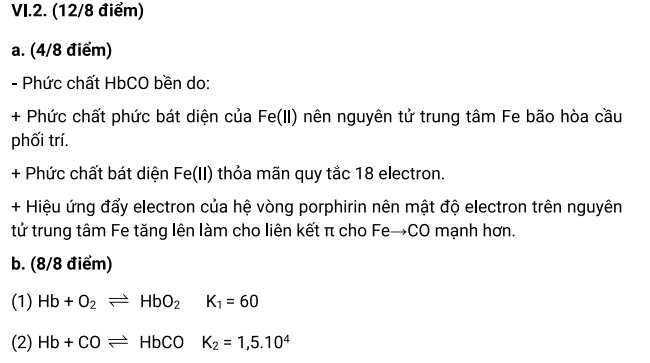 VI.2. (12/8 điểm)
a. (4/8 điểm)
- Phức chất HbCO bền do:
+ Phức chất phức bát diện của Fe(II) nên nguyên tử trung tâm Fe bão hòa cầu
phối trí.
+ Phức chất bát diện Fe(II) thỏa mãn quy tắc 18 electron.
+ Hiệu ứng đẩy electron của hệ vòng porphirin nên mật độ electron trên nguyên
tử trung tâm Fe tăng lên làm cho liên kết π cho Fe→CO mạnh hơn.
b. (8/8 điểm)
(1) Hb + O₂ ⇌ HbO₂ K₁ = 60
(2) Hb + CO ⇌ HbCO K₂ = 1,5.10⁴